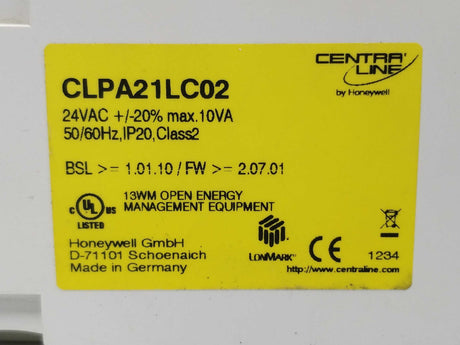 CENTRA
LINE
by Honeywell
CLPA21LC02
24VAC +/-20% max.10VA
50/60Hz,IP20,Class2
BSL >= 1.01.10 / FW >= 2.07.01
C UL US
LISTED
13WM OPEN ENERGY
MANAGEMENT EQUIPMENT
Honeywell GmbH
D-71101 Schoenaich
Made in Germany
LONMARK
CE
1234
http://www.centraline.com